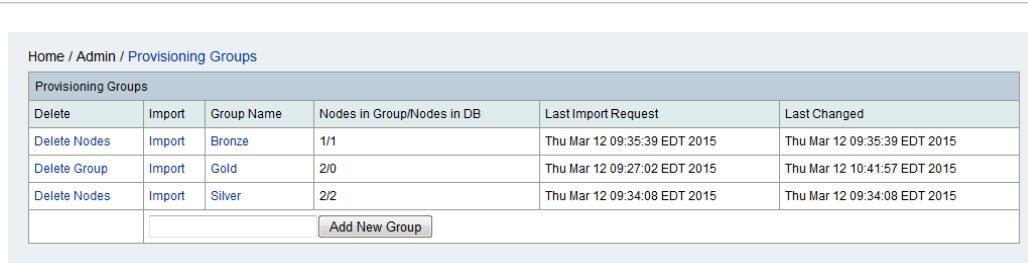 Home / Admin / Provisioning Groups
Provisioning Groups
Delete Import Group Name Nodes in Group/Nodes in DB Last Import Request Last Changed
Delete Nodes Import Bronze 1/1 Thu Mar 12 09:35:39 EDT 2015 Thu Mar 12 09:35:39 EDT 2015
Delete Group Import Gold 2/0 Thu Mar 12 09:27:02 EDT 2015 Thu Mar 12 10:41:57 EDT 2015
Delete Nodes Import Silver 2/2 Thu Mar 12 09:34:08 EDT 2015 Thu Mar 12 09:34:08 EDT 2015
Add New Group